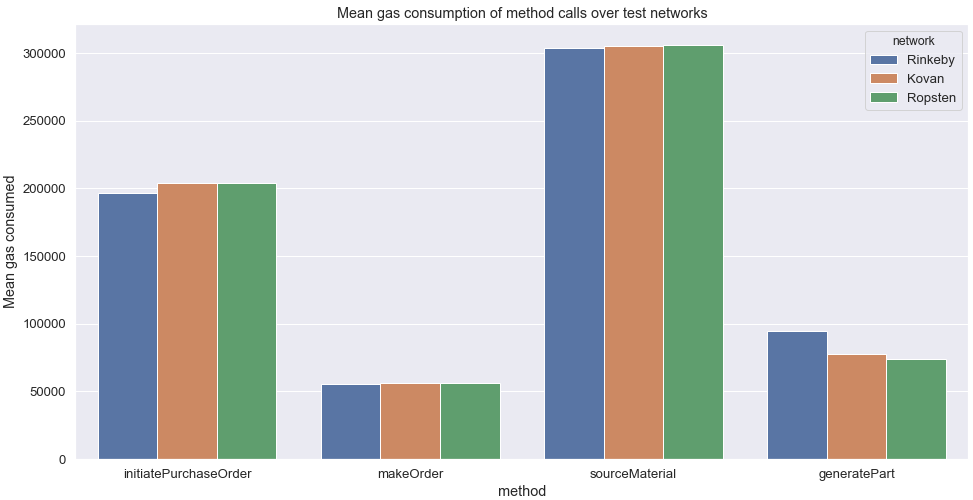 Mean gas consumption of method calls over test networks
network
Rinkeby
Kovan
Ropsten
Mean gas consumed
300000
250000
200000
150000
100000
50000
0
initiatePurchaseOrder makeOrder sourceMaterial generatePart
method